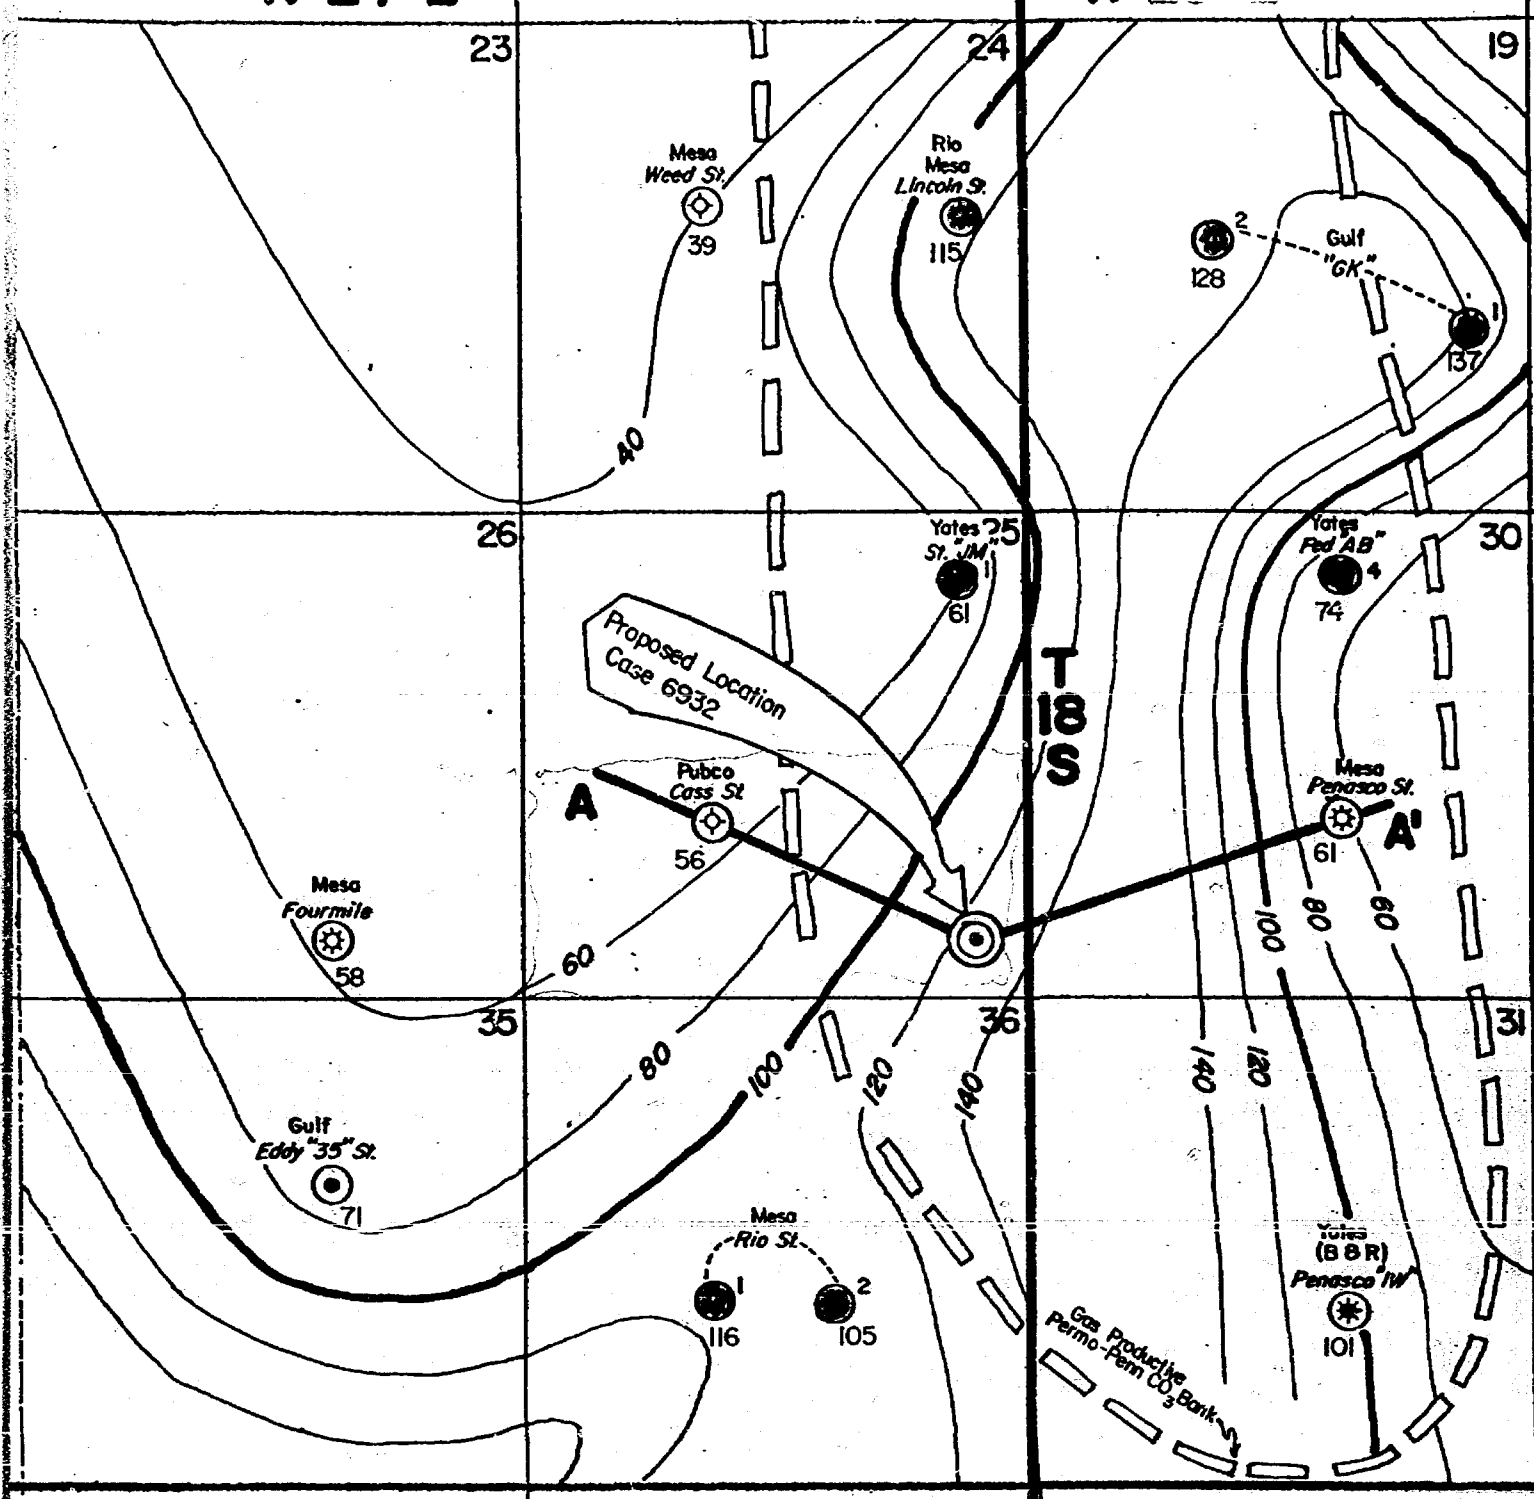 23
24
19
Mesa
Weed St.
39
Rio
Mesa
Lincoln St.
115
2
128
Gulf
"GK"
1
137
40
26
25
30
Yates
St. "JM"
1
61
Yates
Fed "AB"
4
74
Proposed Location
Case 6932
T
18
S
A
Pubco
Cass St.
56
Mesa
Penasco St.
A'
61
Mesa
Fourmile
58
60
100
80
60
35
36
31
80
100
120
140
140
120
Gulf
Eddy "35" St.
71
Mesa
Rio St.
1
2
116
105
Yates
(B & R)
Penasco "IW"
101
Gas Productive
Permo-Penn CO3 Bank